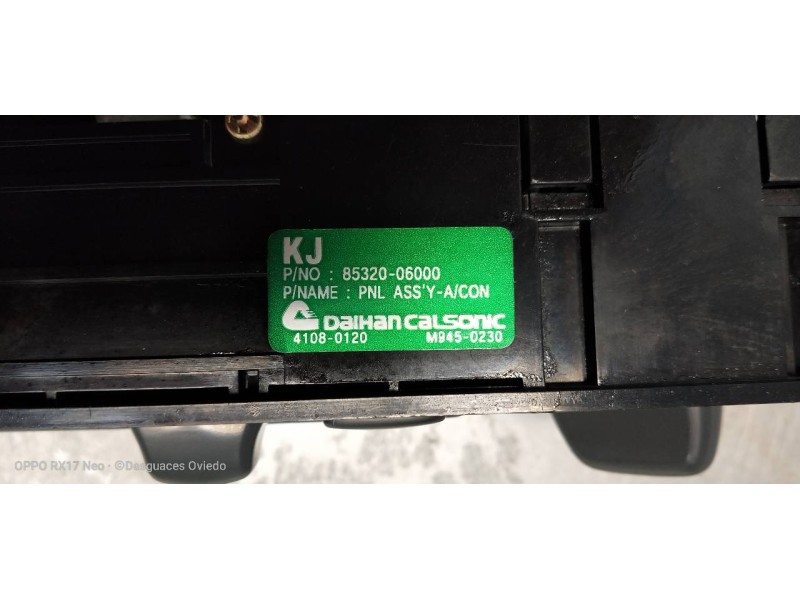 KJ
P/NO : 85320-06000
P/NAME : PNL ASS'Y-A/CON
DAIHAN CALSONIC
4108-0120 M945-0230
OPPO RX17 Neo · ©Desguaces Oviedo